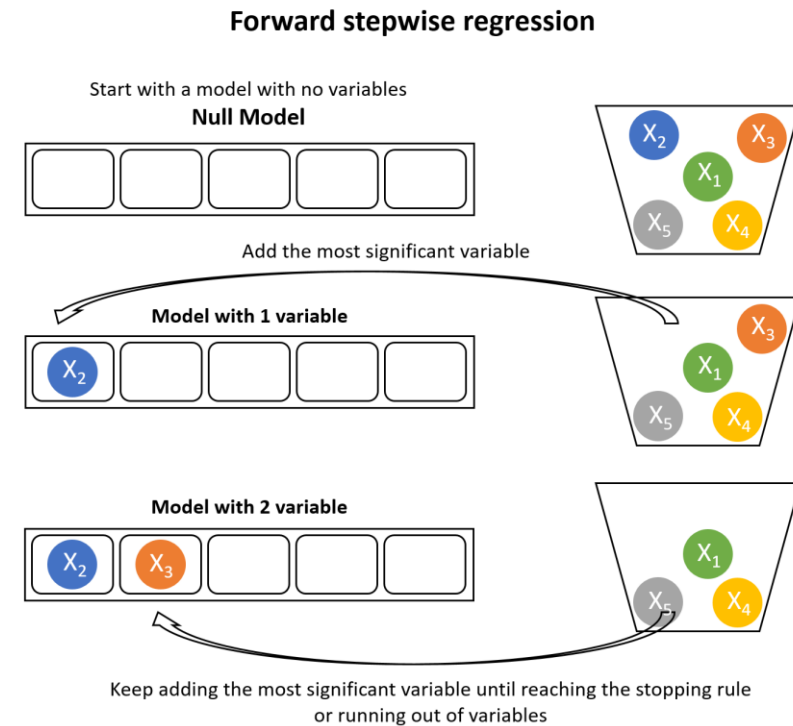 Forward stepwise regression
Start with a model with no variables
Null Model
X2
X3
X1
X5
X4
Add the most significant variable
Model with 1 variable
X3
X2
X1
X5
X4
Model with 2 variable
X2
X3
X1
X5
X4
Keep adding the most significant variable until reaching the stopping rule
or running out of variables